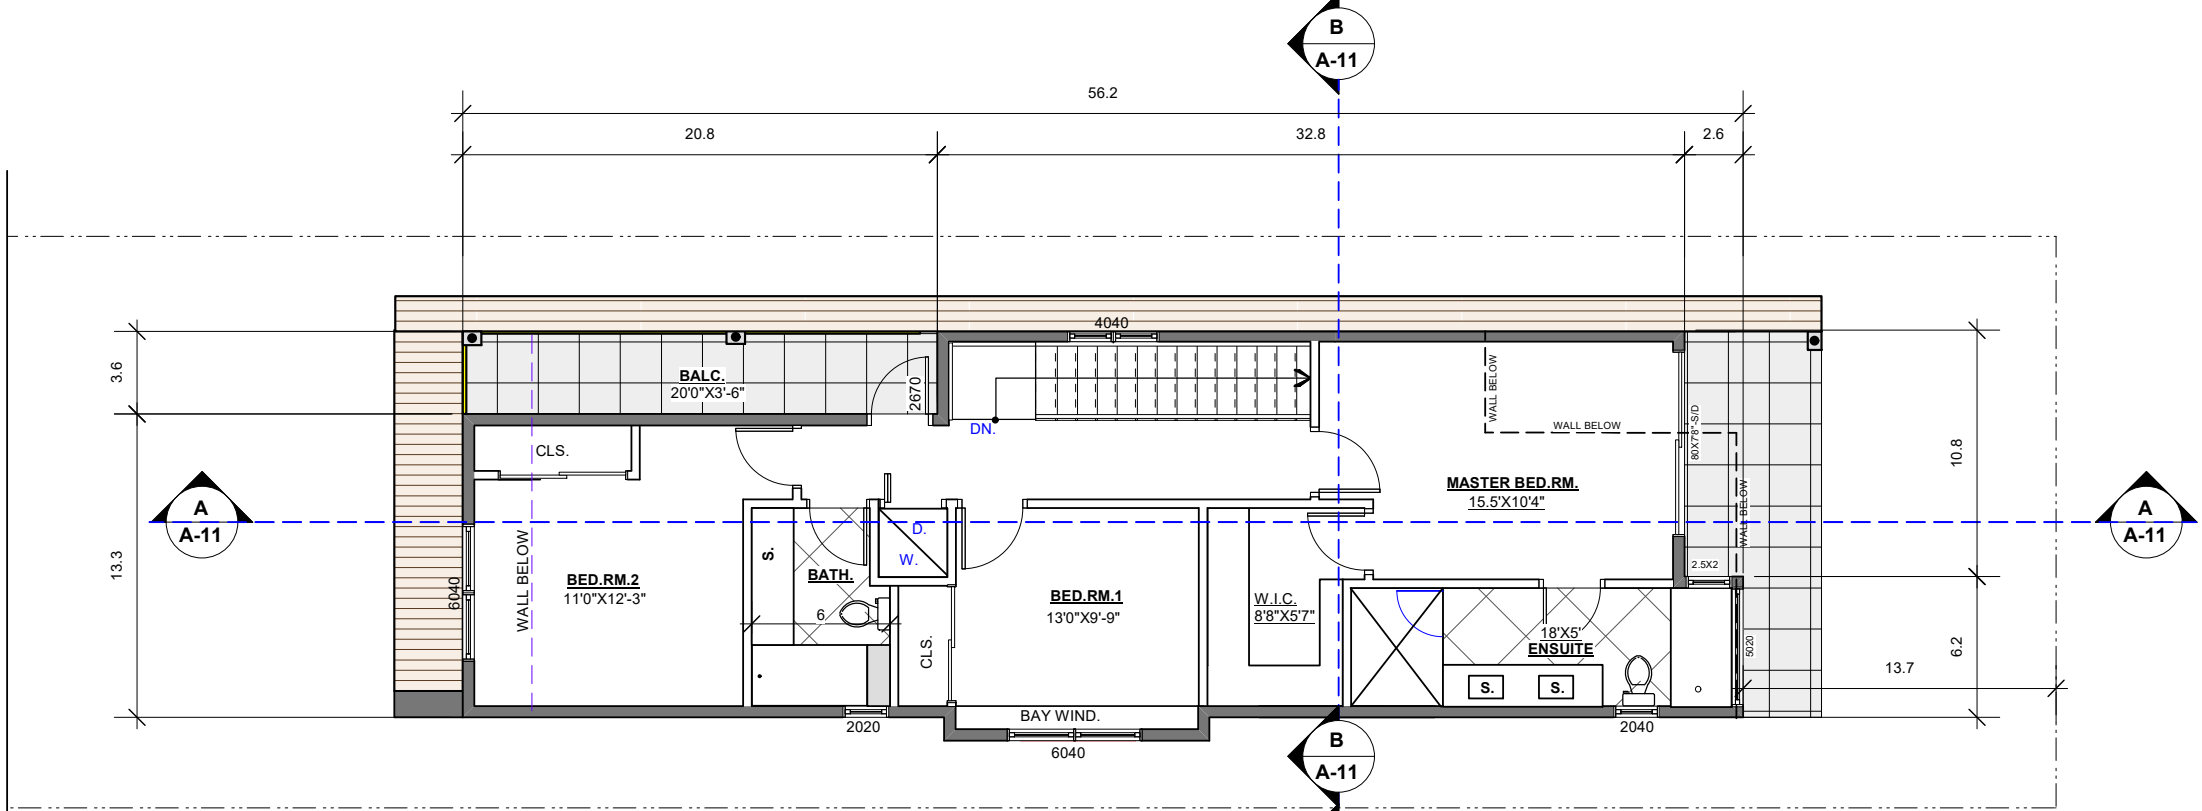 B
A-11
56.2
20.8
32.8
2.6
4040
3.6
BALC.
20'0"X3'-6"
2670
DN.
WALL BELOW
WALL BELOW
80X7'8"-S/D
10.8
CLS.
MASTER BED.RM.
15.5'X10'4"
WALL BELOW
A
A-11
A
A-11
13.3
6040
WALL BELOW
BED.RM.2
11'0"X12'-3"
S.
BATH.
6
D.
W.
CLS.
BED.RM.1
13'0"X9'-9"
W.I.C.
8'8"X5'7"
18'X5'
ENSUITE
S.
S.
2.5X2
5020
6.2
13.7
BAY WIND.
2020
6040
2040
B
A-11